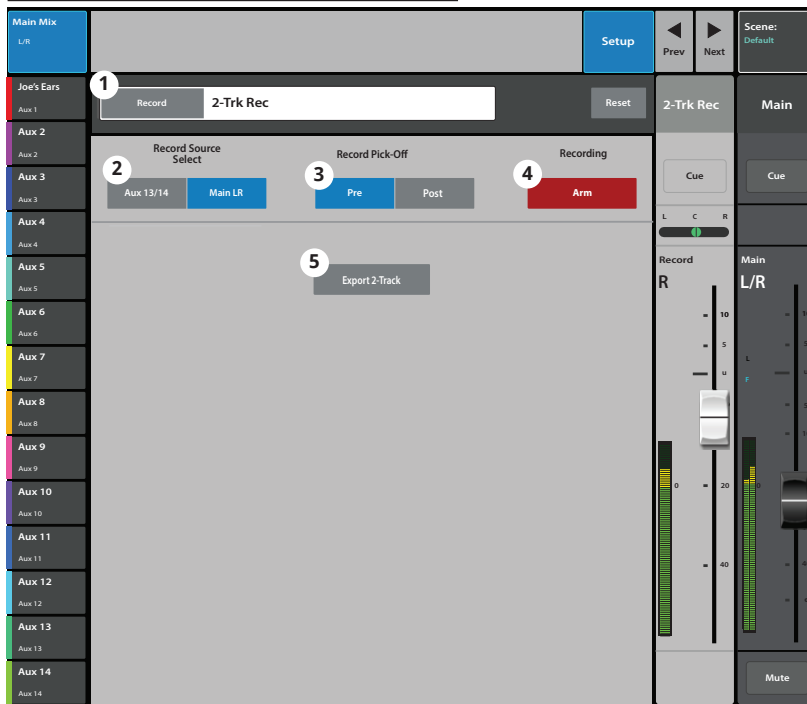 Main Mix
L/R
Setup
Prev
Next
Scene:
Default
Joe's Ears
Aux 1
Aux 2
Aux 2
Aux 3
Aux 3
Aux 4
Aux 4
Aux 5
Aux 5
Aux 6
Aux 6
Aux 7
Aux 7
Aux 8
Aux 8
Aux 9
Aux 9
Aux 10
Aux 10
Aux 11
Aux 11
Aux 12
Aux 12
Aux 13
Aux 13
Aux 14
Aux 14
1
Record
2-Trk Rec
Reset
Record Source
Select
Record Pick-Off
Recording
2
Aux 13/14
Main LR
3
Pre
Post
4
Arm
5
Export 2-Track
2-Trk Rec
Cue
L C R
Record
R
10
5
u
0
20
40
Main
Cue
Main
L/R
L
F
0
Mute